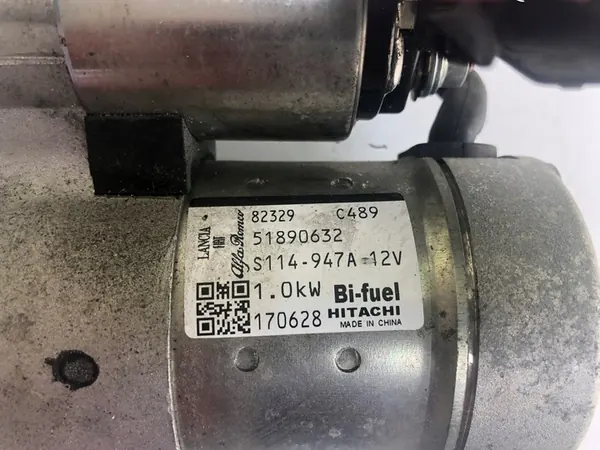 82329 C489
LANCIA FIAT Alfa Romeo
51890632
S114-947A 12V
1.0kW Bi-fuel
170628 HITACHI
MADE IN CHINA